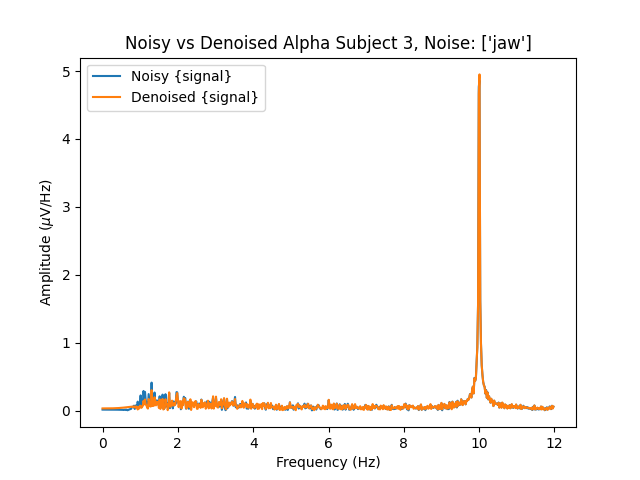 Noisy vs Denoised Alpha Subject 3, Noise: ['jaw']
Noisy {signal}
Denoised {signal}
5
4
3
2
1
0
Amplitude (μV/Hz)
0 2 4 6 8 10 12
Frequency (Hz)